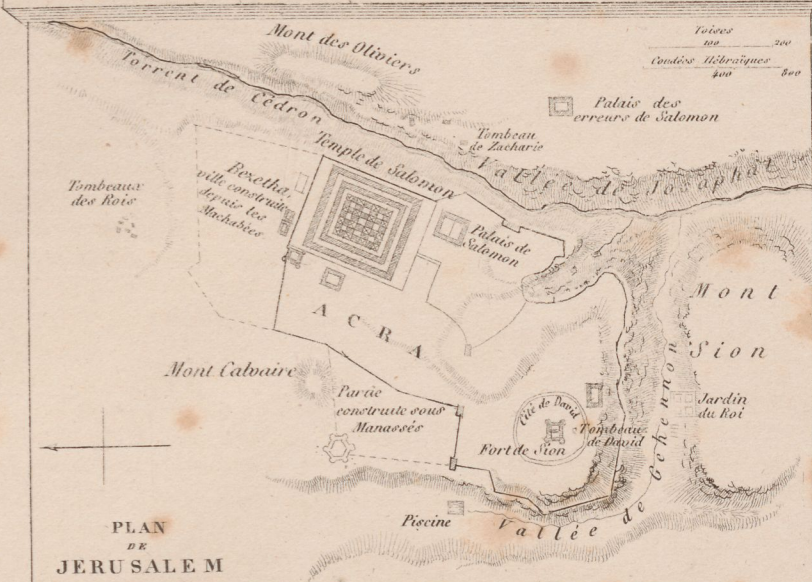 Mont des Oliviers
Toises
100 200
Coudées Hébraïques
400 800
Torrent de Cédron
Palais des
erreurs de Salomon
Tombeau
de Zacharie
Temple de Salomon
Vallée de Josaphat
Tombeaux
des Rois
Bezetha,
ville construite
depuis les
Machabées
Palais de
Salomon
ACRA
Mont
Sion
Mont Calvaire
Partie
construite sous
Manassés
Cité de David
Fort de Sion
Tombeau
de David
Jardin
du Roi
Piscine
Vallée de Géhennon
PLAN
DE
JERUSALEM